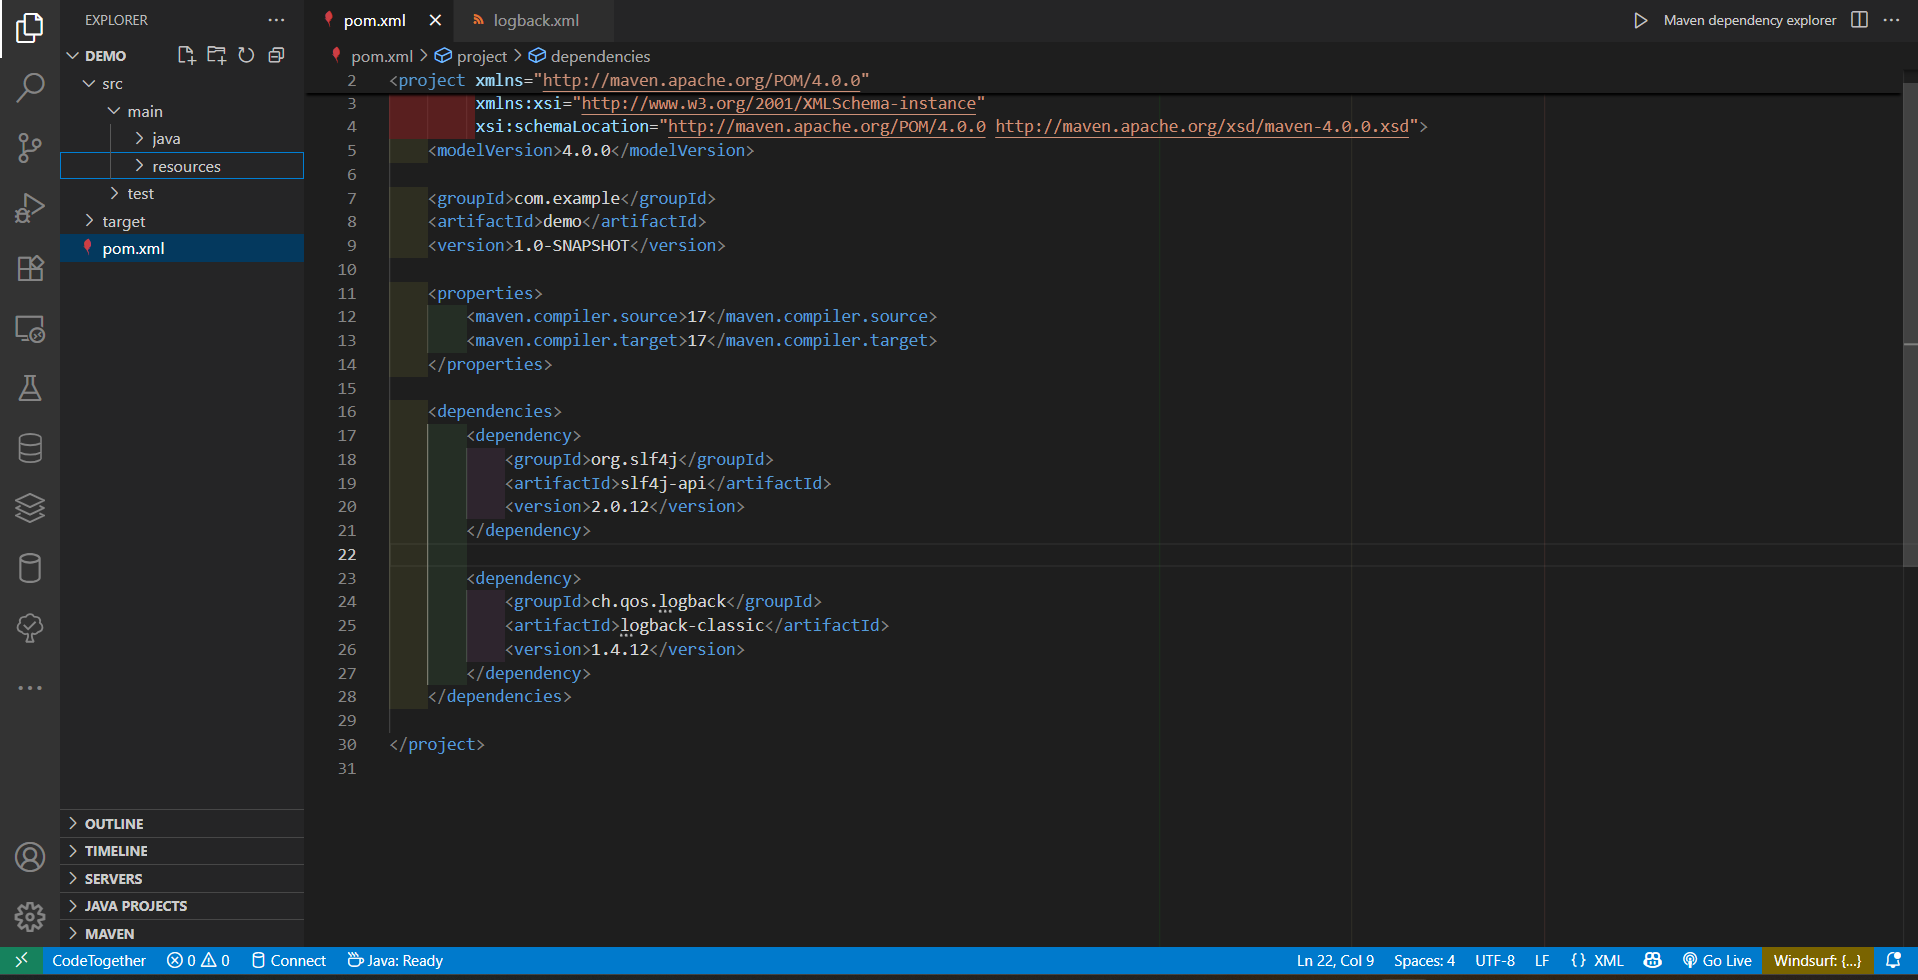 EXPLORER
DEMO
src
main
java
resources
test
target
pom.xml
OUTLINE
TIMELINE
SERVERS
JAVA PROJECTS
MAVEN
pom.xml
logback.xml
Maven dependency explorer
pom.xml > project > dependencies
2 <project xmlns="http://maven.apache.org/POM/4.0.0"
3 xmlns:xsi="http://www.w3.org/2001/XMLSchema-instance"
4 xsi:schemaLocation="http://maven.apache.org/POM/4.0.0 http://maven.apache.org/xsd/maven-4.0.0.xsd">
5 <modelVersion>4.0.0</modelVersion>
6
7 <groupId>com.example</groupId>
8 <artifactId>demo</artifactId>
9 <version>1.0-SNAPSHOT</version>
10
11 <properties>
12 <maven.compiler.source>17</maven.compiler.source>
13 <maven.compiler.target>17</maven.compiler.target>
14 </properties>
15
16 <dependencies>
17 <dependency>
18 <groupId>org.slf4j</groupId>
19 <artifactId>slf4j-api</artifactId>
20 <version>2.0.12</version>
21 </dependency>
22
23 <dependency>
24 <groupId>ch.qos.logback</groupId>
25 <artifactId>logback-classic</artifactId>
26 <version>1.4.12</version>
27 </dependency>
28 </dependencies>
29
30 </project>
31
CodeTogether 0 0 Connect Java: Ready Ln 22, Col 9 Spaces: 4 UTF-8 LF {} XML Go Live Windsurf: {...}